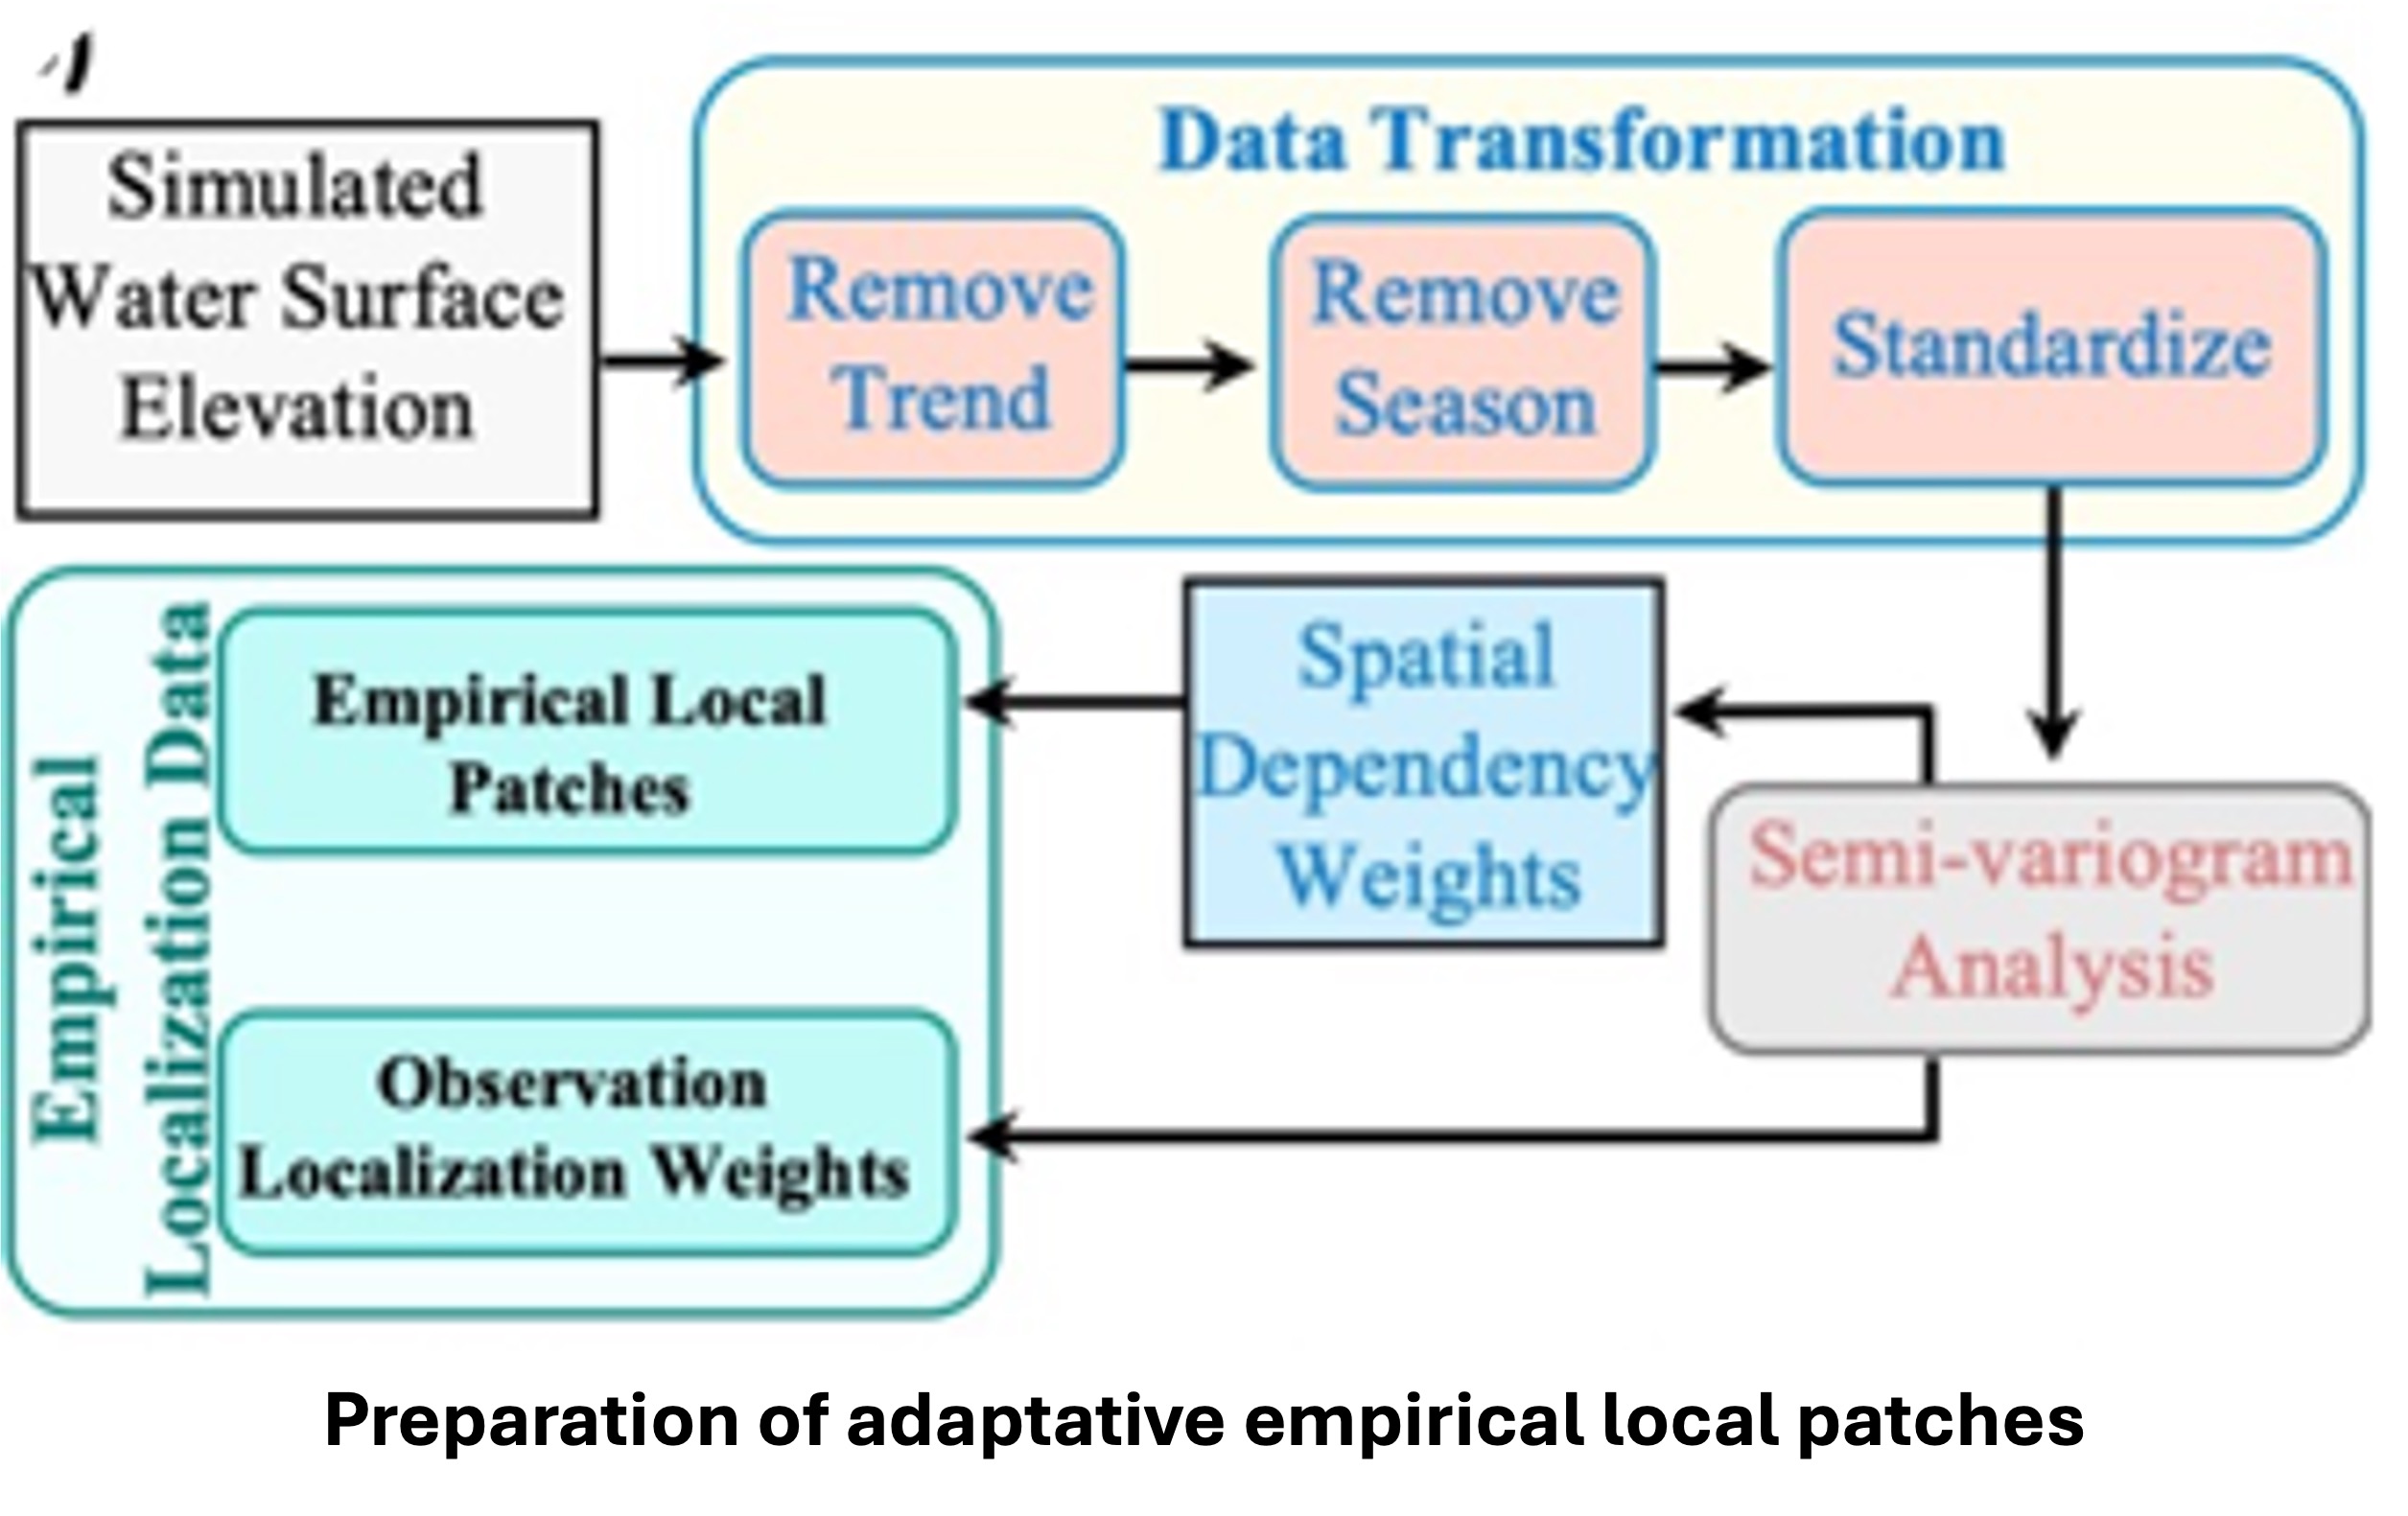 Simulated
Water Surface
Elevation
Data Transformation
Remove
Trend
Remove
Season
Standardize
Empirical
Localization Data
Empirical Local
Patches
Spatial
Dependency
Weights
Semi-variogram
Analysis
Observation
Localization Weights
Preparation of adaptative empirical local patches